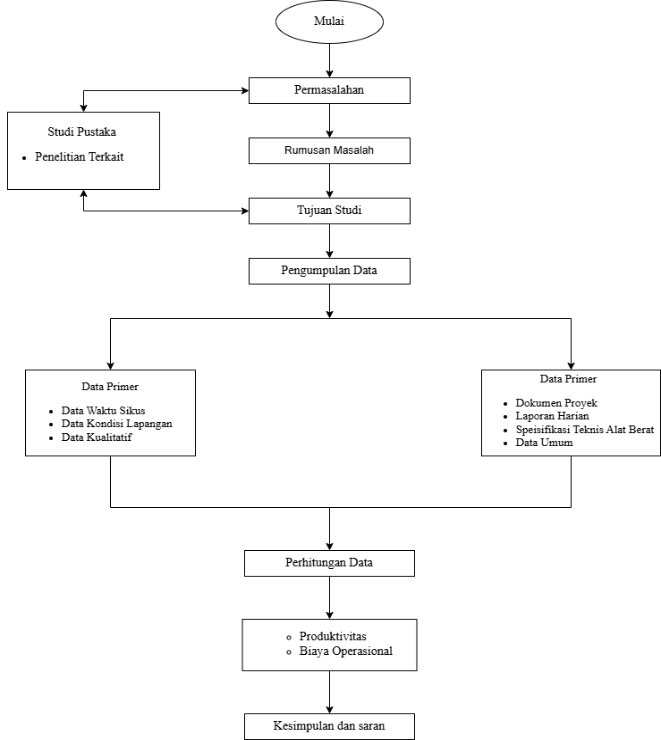 Mulai
Permasalahan
Studi Pustaka
• Penelitian Terkait
Rumusan Masalah
Tujuan Studi
Pengumpulan Data
Data Primer
• Data Waktu Sikus
• Data Kondisi Lapangan
• Data Kualitatif
Data Primer
• Dokumen Proyek
• Laporan Harian
• Speisifikasi Teknis Alat Berat
• Data Umum
Perhitungan Data
◦ Produktivitas
◦ Biaya Operasional
Kesimpulan dan saran